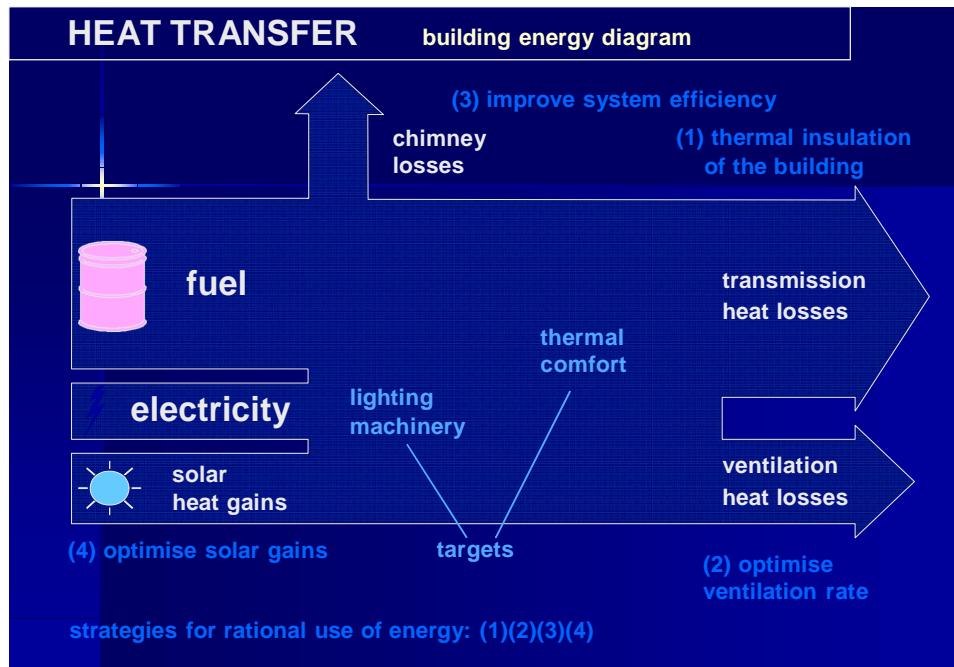 HEAT TRANSFER building energy diagram
(3) improve system efficiency
chimney
losses
(1) thermal insulation
of the building
fuel
transmission
heat losses
thermal
comfort
electricity
lighting
machinery
solar
heat gains
ventilation
heat losses
(4) optimise solar gains
targets
(2) optimise
ventilation rate
strategies for rational use of energy: (1)(2)(3)(4)